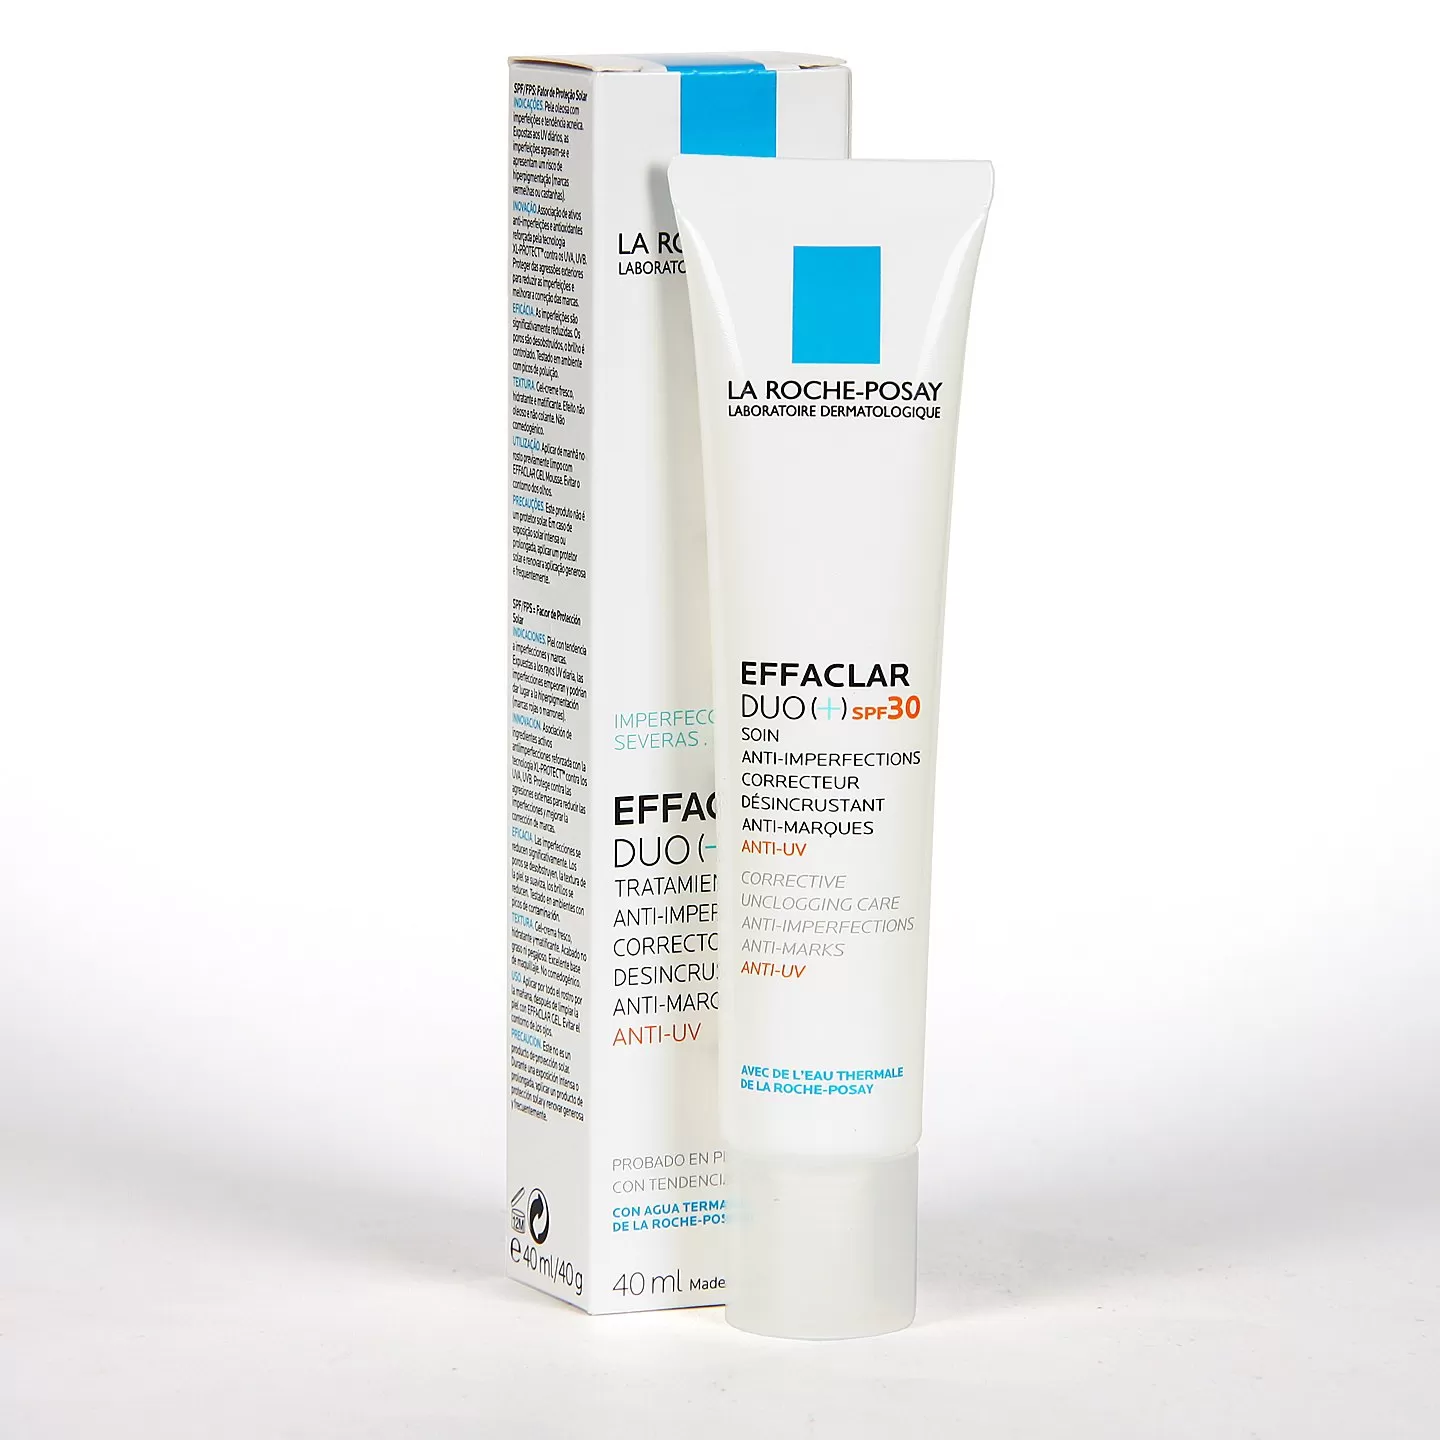 SPF/FPS: Fator de Proteção Solar
INDICAÇÕES. Pele oleosa com
imperfeições e tendência acneica.
Expostas aos UV diários, as
imperfeições agravam-se e
apresentam um risco de
hiperpigmentação (marcas
vermelhas ou castanhas).
INOVAÇÃO. Associação de ativos
anti-imperfeições e antioxidantes
reforçada pela tecnologia
XL-PROTECT™ contra os UVA, UVB.
Proteger das agressões exteriores
para reduzir as imperfeições e
melhorar a correção das marcas.
EFICÁCIA. As imperfeições são
significativamente reduzidas. Os
poros são desobstruídos, o brilho é
controlado. Testado em ambiente
com picos de poluição.
TEXTURA. Gel-creme fresco,
hidratante e matificante. Efeito não
oleoso e não colante. Não
comedogénico.
UTILIZAÇÃO. Aplicar de manhã no
rosto previamente limpo com
EFFACLAR GEL Mousse. Evitar o
contorno dos olhos.
PRECAUÇÕES. Este produto não é
um protetor solar. Em caso de
exposição solar intensa ou
prolongada, aplicar um protetor
solar e renovar a aplicação generosa
e frequentemente.
SPF/FPS = Factor de Protección
Solar
INDICACIONES. Piel con tendencia
a imperfecciones y marcas.
Expuestas a los rayos UV diaria, las
imperfecciones empeoran y podrían
dar lugar a la hiperpigmentación
(marcas rojas o marrones).
INNOVACIÓN. Asociación de
ingredientes activos
antiimperfecciones reforzada con la
tecnología XL-PROTECT™ contra los
UVA, UVB. Protege contra las
agresiones externas para reducir las
imperfecciones y mejorar la
corrección de marcas.
EFICACIA. Las imperfecciones se
reducen significativamente. Los
poros se desobstruyen, la textura de
la piel se suaviza, los brillos se
reducen. Testado en ambientes con
picos de contaminación.
TEXTURA. Gel-crema fresco,
hidratante y matificante. Acabado no
graso ni pegajoso. Excelente base
de maquillaje. No comedogénico.
USO. Aplicar por todo el rostro por
la mañana, después de limpiar la
piel con EFFACLAR GEL. Evitar el
contorno de los ojos.
PRECAUCIÓN. Este no es un
producto de protección solar.
Durante una exposición intensa o
prolongada, aplicar un producto de
protección solar y renovar generosa
y frecuentemente.
12M
e 40 ml/40g
LA RO
LABORATO
IMPERFECC
SEVERAS.
EFFAC
DUO (+
TRATAMIEN
ANTI-IMPER
CORRECTO
DESINCRUS
ANTI-MARC
ANTI-UV
PROBADO EN PI
CON TENDENCIA
CON AGUA TERMA
DE LA ROCHE-POS
40 ml Made
LA ROCHE-POSAY
LABORATOIRE DERMATOLOGIQUE
EFFACLAR
DUO (+) SPF30
SOIN
ANTI-IMPERFECTIONS
CORRECTEUR
DÉSINCRUSTANT
ANTI-MARQUES
ANTI-UV
CORRECTIVE
UNCLOGGING CARE
ANTI-IMPERFECTIONS
ANTI-MARKS
ANTI-UV
AVEC DE L'EAU THERMALE
DE LA ROCHE-POSAY